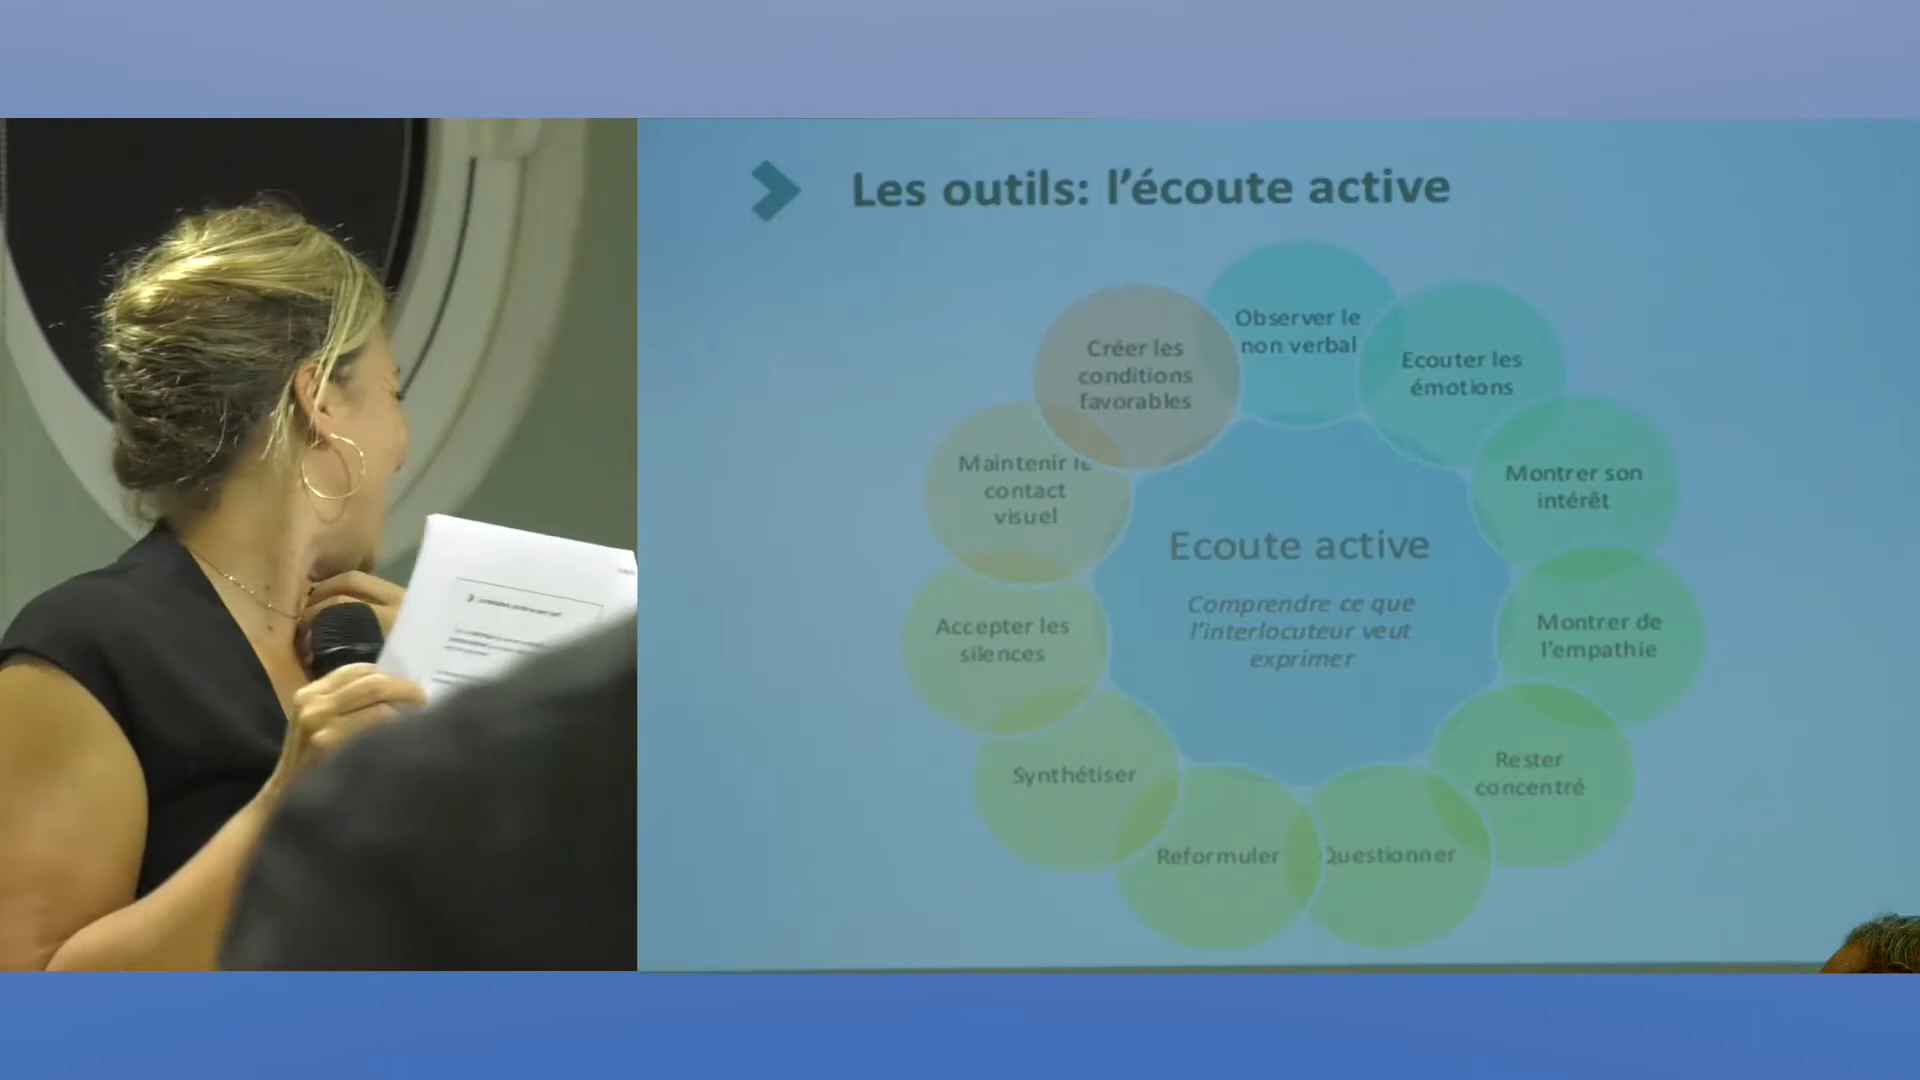 Les outils: l’écoute active
Observer le
non verbal
Ecouter les
émotions
Montrer son
intérêt
Montrer de
l’empathie
Rester
concentré
Questionner
Reformuler
Synthétiser
Accepter les
silences
Maintenir le
contact
visuel
Créer les
conditions
favorables
Ecoute active
Comprendre ce que
l’interlocuteur veut
exprimer